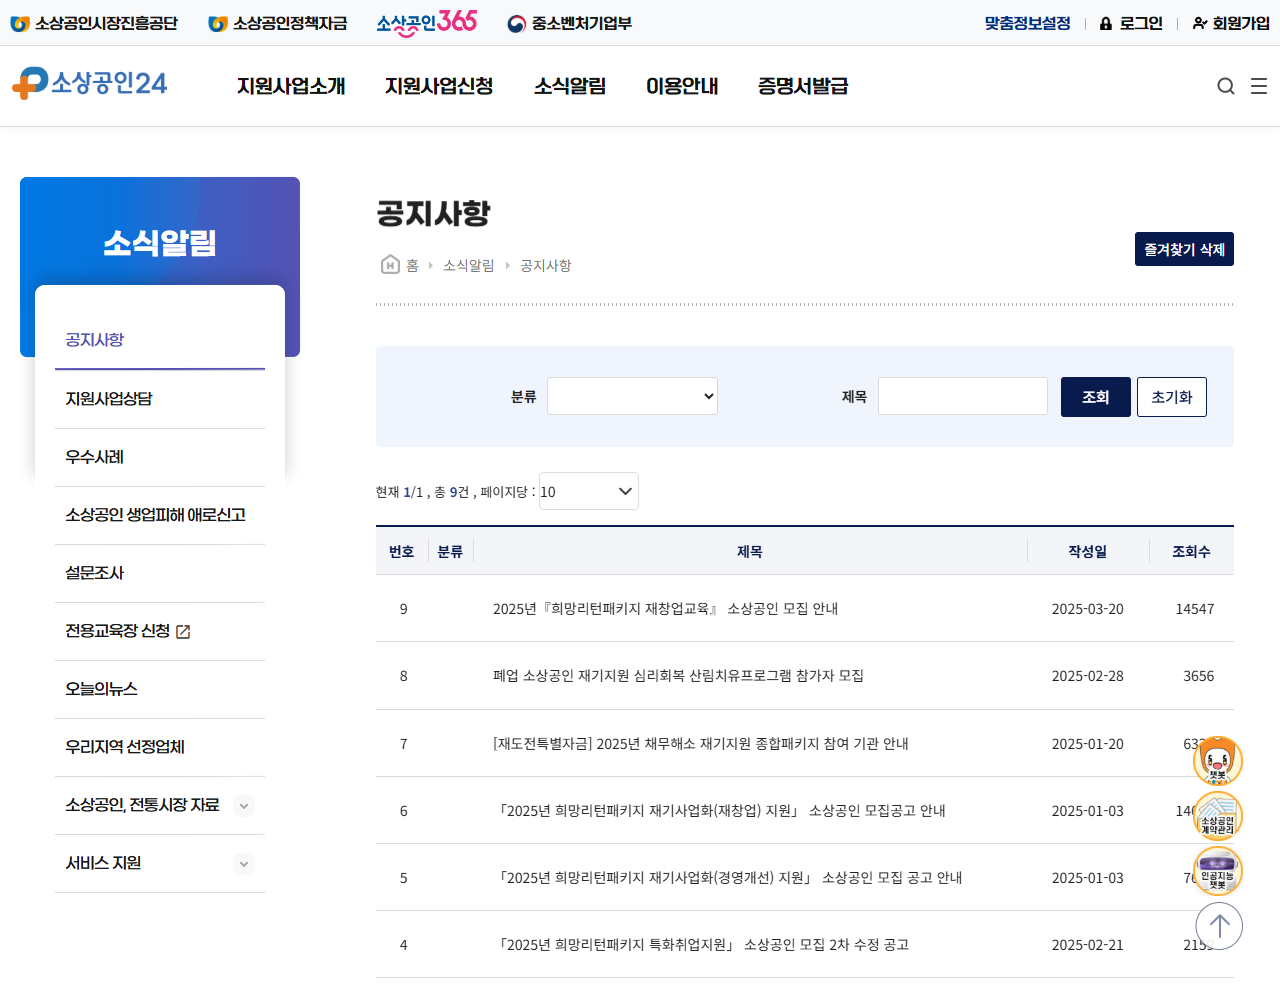 소상공인시장진흥공단 소상공인정책자금 소상공인365 중소벤처기업부 맞춤정보설정 로그인 회원가입
소상공인24 지원사업소개 지원사업신청 소식알림 이용안내 증명서발급
소식알림
공지사항
지원사업상담
우수사례
소상공인 생업피해 애로신고
설문조사
전용교육장 신청
오늘의뉴스
우리지역 선정업체
소상공인, 전통시장 자료
서비스 지원
공지사항
홈 소식알림 공지사항
즐겨찾기 삭제
분류 제목 조회 초기화
현재 1/1 , 총 9건 , 페이지당 : 10
번호 분류 제목 작성일 조회수
9 2025년『희망리턴패키지 재창업교육』 소상공인 모집 안내 2025-03-20 14547
8 폐업 소상공인 재기지원 심리회복 산림치유프로그램 참가자 모집 2025-02-28 3656
7 [재도전특별자금] 2025년 채무해소 재기지원 종합패키지 참여 기관 안내 2025-01-20
6 「2025년 희망리턴패키지 재기사업화(재창업) 지원」 소상공인 모집공고 안내 2025-01-03
5 「2025년 희망리턴패키지 재기사업화(경영개선) 지원」 소상공인 모집 공고 안내 2025-01-03
4 「2025년 희망리턴패키지 특화취업지원」 소상공인 모집 2차 수정 공고 2025-02-21 2159
챗봇
소상공인
계약관리
인공지능
챗봇